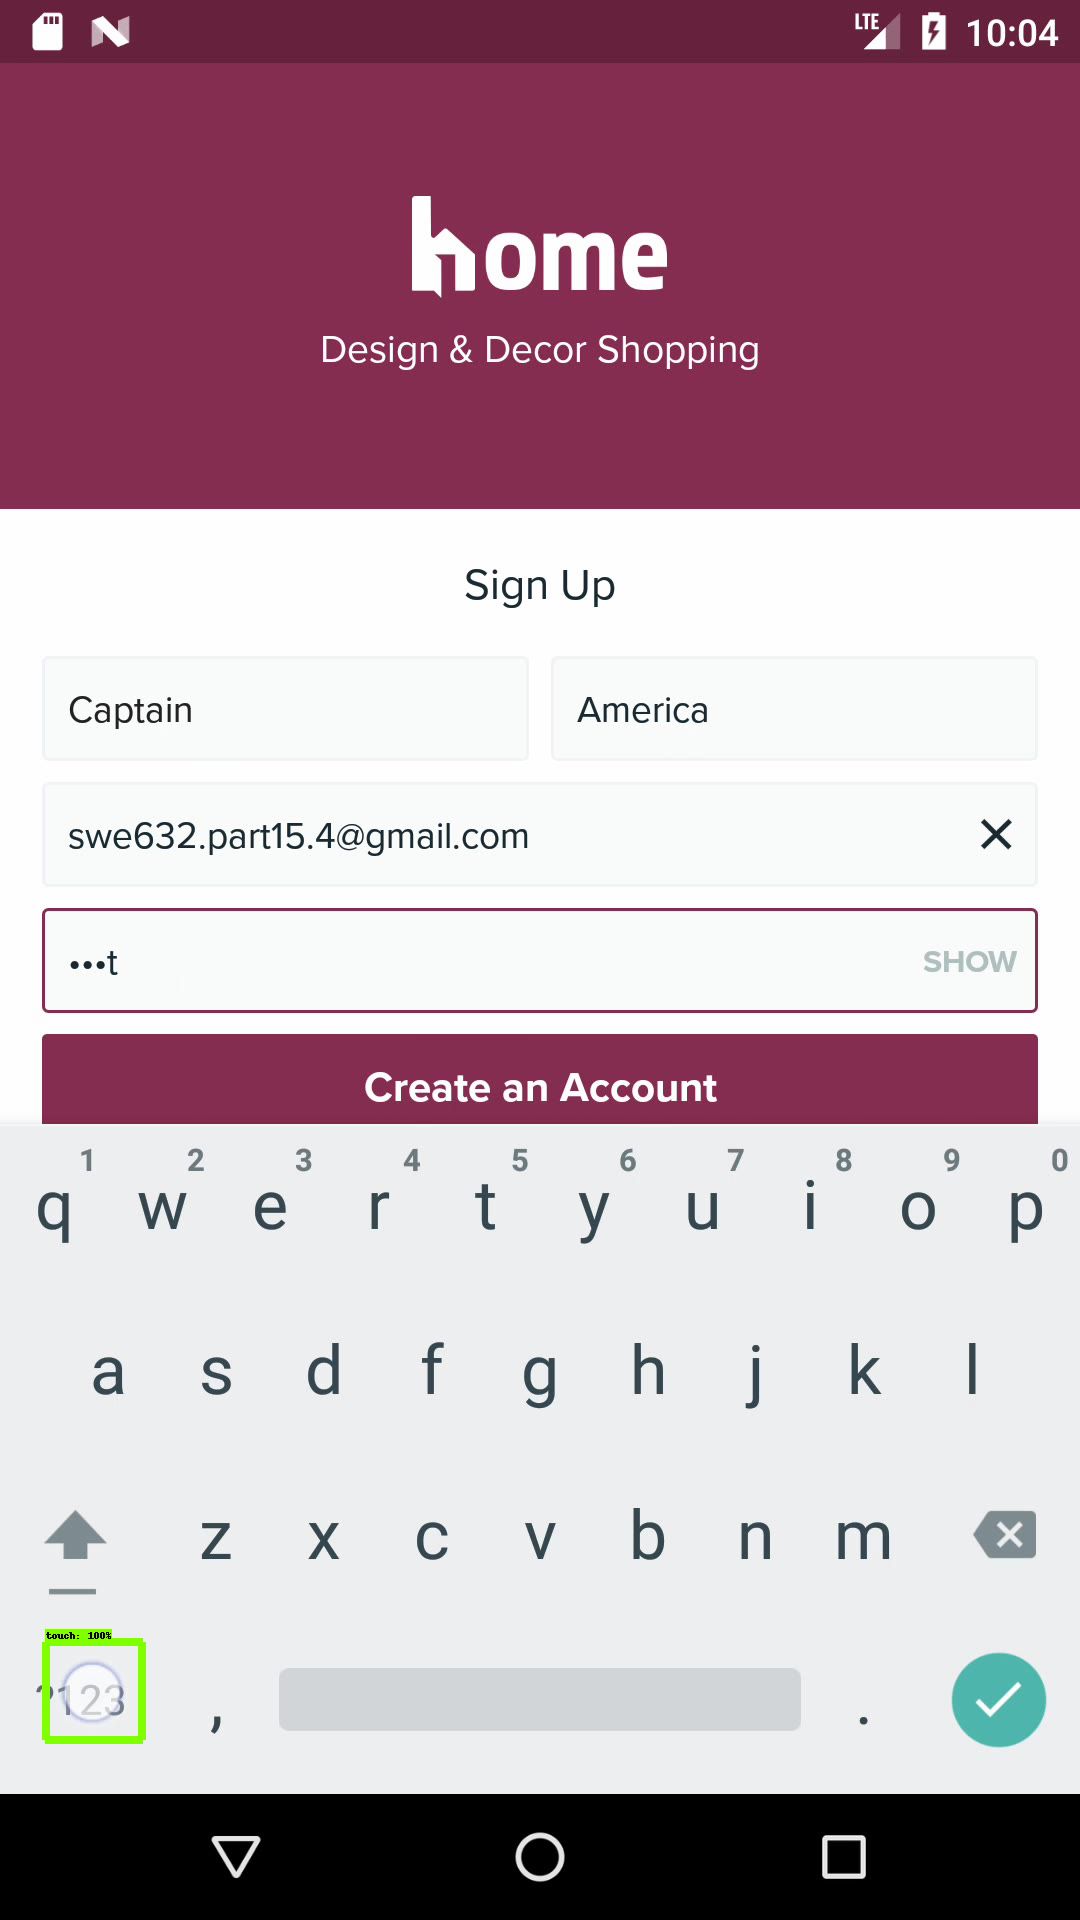 LTE 10:04
home
Design & Decor Shopping
Sign Up
Captain America
swe632.part15.4@gmail.com
•••t SHOW
Create an Account
1 2 3 4 5 6 7 8 9 0
q w e r t y u i o p
a s d f g h j k l
z x c v b n m
touch: 100%
?123 , .